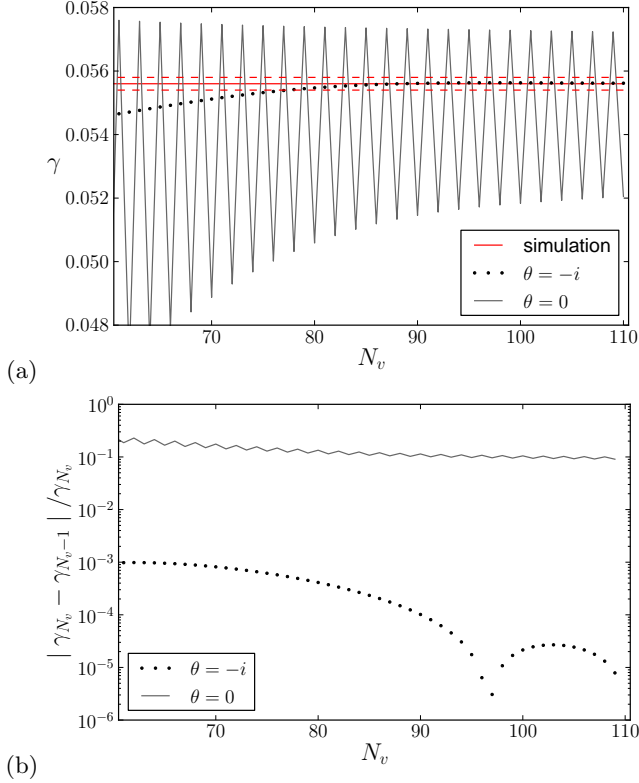 0.058
0.056
0.054
0.052
0.050
0.048
γ
70 80 90 100 110
N_v
simulation
θ = −i
θ = 0
(a)
10^0
10^{-1}
10^{-2}
10^{-3}
10^{-4}
10^{-5}
10^{-6}
| γ_{N_v} − γ_{N_v−1} | /γ_{N_v}
θ = −i
θ = 0
70 80 90 100 110
N_v
(b)